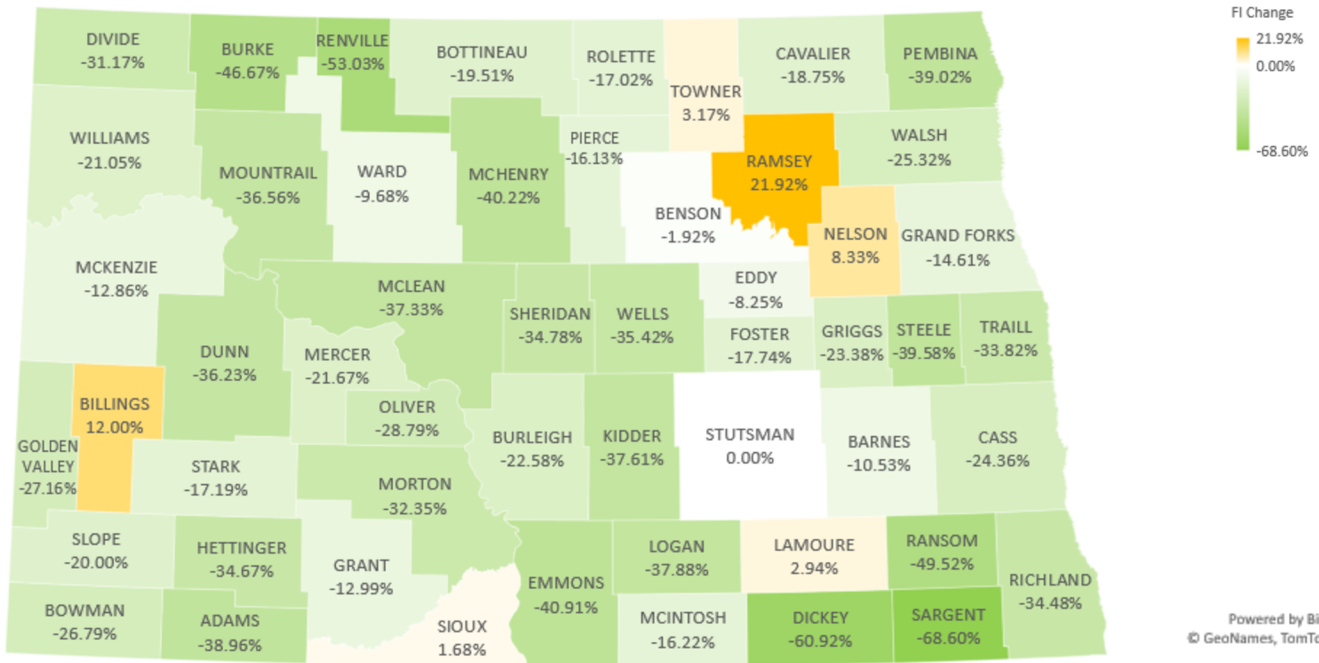 FI Change
21.92%
0.00%
-68.60%
DIVIDE
-31.17%
BURKE
-46.67%
RENVILLE
-53.03%
BOTTINEAU
-19.51%
ROLETTE
-17.02%
TOWNER
3.17%
CAVALIER
-18.75%
PEMBINA
-39.02%
WILLIAMS
-21.05%
MOUNTRAIL
-36.56%
WARD
-9.68%
MCHENRY
-40.22%
PIERCE
-16.13%
BENSON
-1.92%
RAMSEY
21.92%
WALSH
-25.32%
NELSON
8.33%
GRAND FORKS
-14.61%
MCKENZIE
-12.86%
DUNN
-36.23%
MCLEAN
-37.33%
MERCER
-21.67%
OLIVER
-28.79%
SHERIDAN
-34.78%
WELLS
-35.42%
EDDY
-8.25%
FOSTER
-17.74%
GRIGGS
-23.38%
STEELE
-39.58%
TRAILL
-33.82%
GOLDEN
VALLEY
-27.16%
BILLINGS
12.00%
STARK
-17.19%
MORTON
-32.35%
BURLEIGH
-22.58%
KIDDER
-37.61%
STUTSMAN
0.00%
BARNES
-10.53%
CASS
-24.36%
SLOPE
-20.00%
HETTINGER
-34.67%
GRANT
-12.99%
BOWMAN
-26.79%
ADAMS
-38.96%
SIOUX
1.68%
EMMONS
-40.91%
LOGAN
-37.88%
LAMOURE
2.94%
RANSOM
-49.52%
RICHLAND
-34.48%
MCINTOSH
-16.22%
DICKEY
-60.92%
SARGENT
-68.60%
Powered by Bi
© GeoNames, TomTo